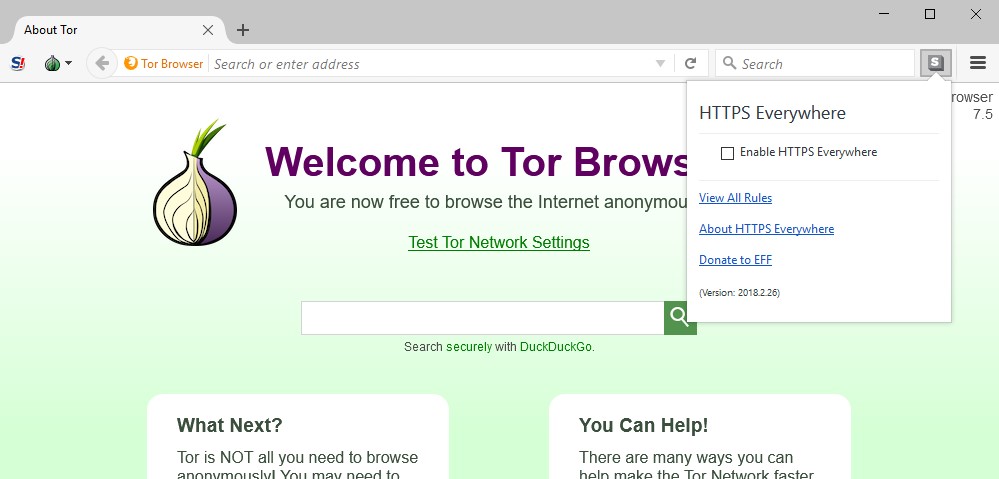 About Tor
S!
Tor Browser
Search or enter address
Search
S
rowser
7.5
HTTPS Everywhere
Enable HTTPS Everywhere
View All Rules
About HTTPS Everywhere
Donate to EFF
(Version: 2018.2.26)
Welcome to Tor Brows
You are now free to browse the Internet anonymou
Test Tor Network Settings
Search securely with DuckDuckGo.
What Next?
Tor is NOT all you need to browse
anonymously! You may need to
You Can Help!
There are many ways you can
help make the Tor Network faster